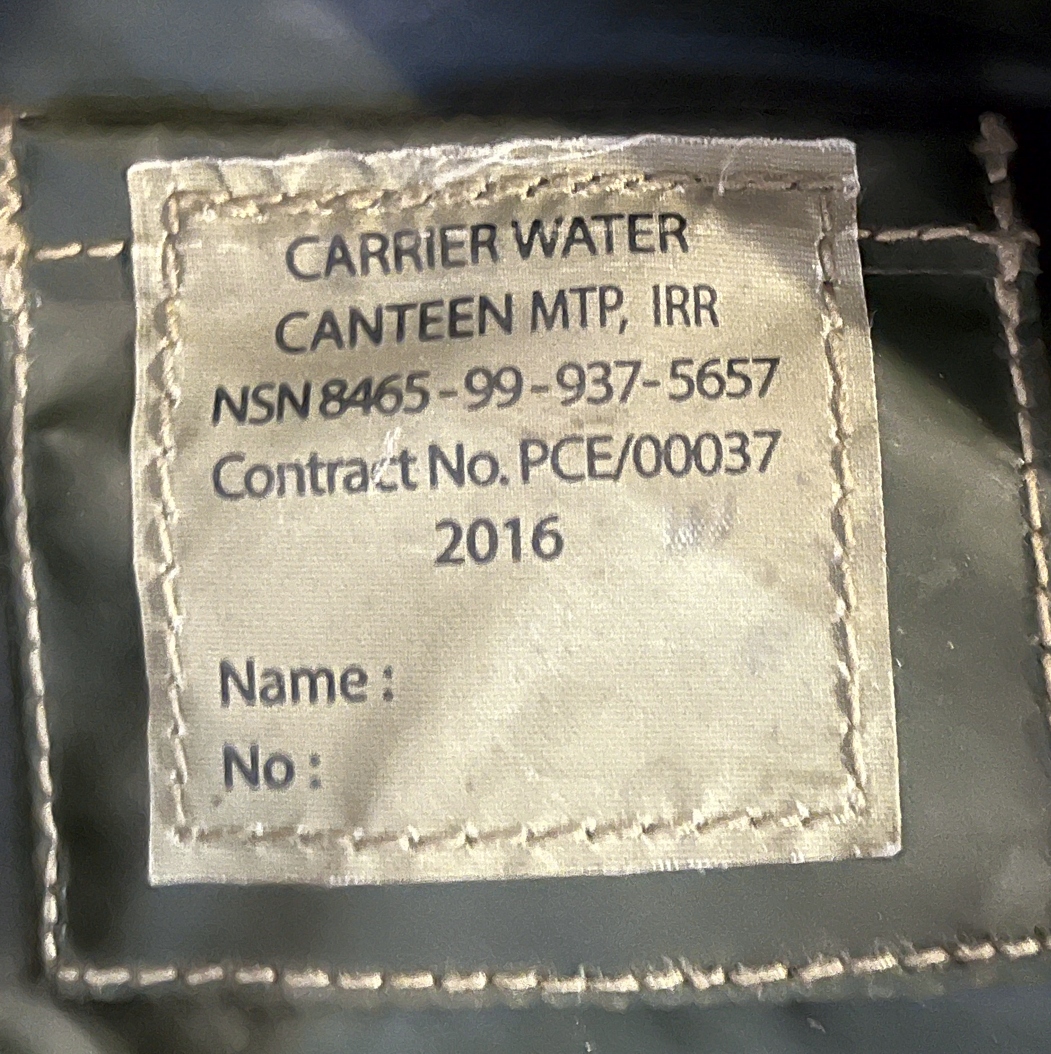 CARRIER WATER
CANTEEN MTP, IRR
NSN 8465-99-937-5657
Contract No. PCE/00037
2016
Name :
No :